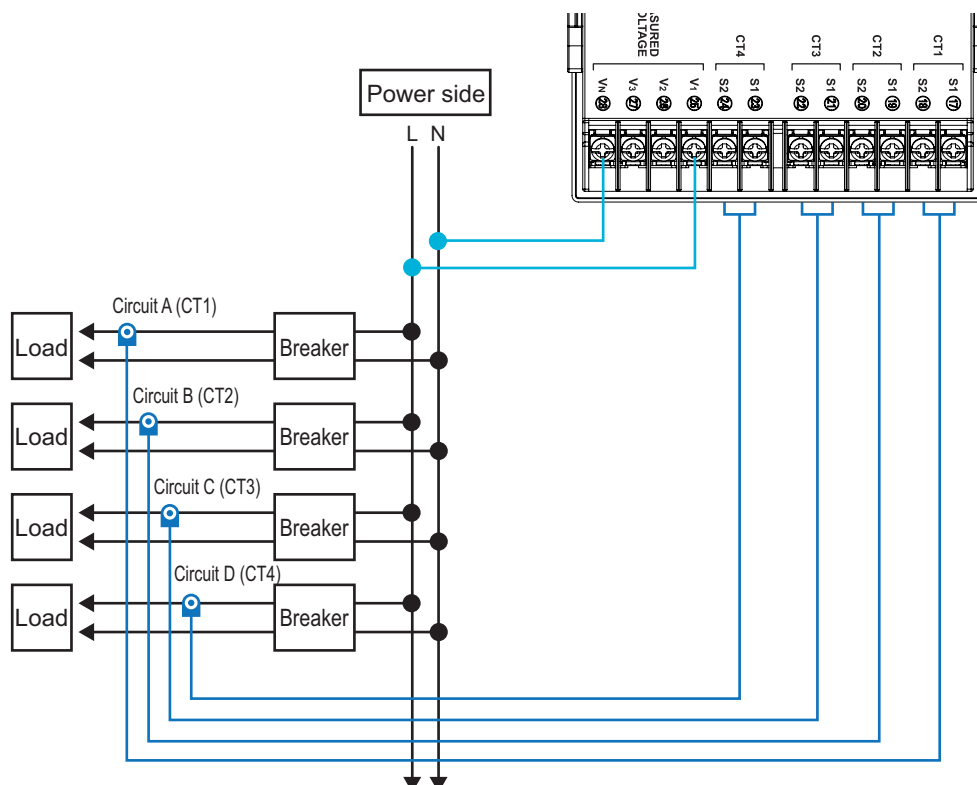 ASURED
OLTAGE
CT4
CT3
CT2
CT1
VN
V3
V2
V1
S2
S1
S2
S1
S2
S1
S2
S1
28
27
26
25
24
23
22
21
20
19
18
17
Power side
L N
Circuit A (CT1)
Load
Breaker
Circuit B (CT2)
Load
Breaker
Circuit C (CT3)
Load
Breaker
Circuit D (CT4)
Load
Breaker